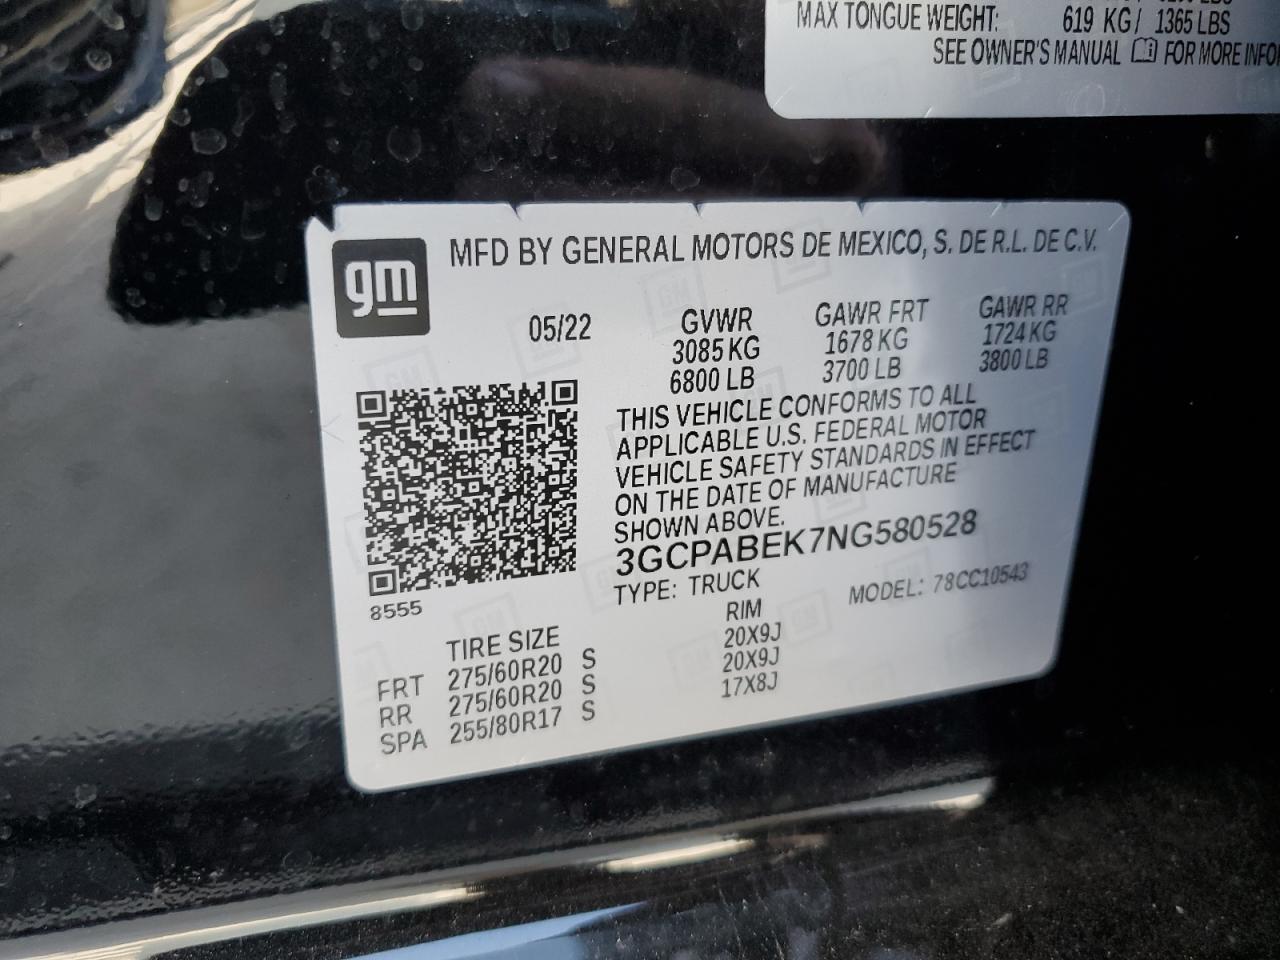 MAX TONGUE WEIGHT: 619 KG/ 1365 LBS
SEE OWNER'S MANUAL FOR MORE
gm
MFD BY GENERAL MOTORS DE MEXICO, S. DE R.L. DE C.V.
05/22
GVWR GAWR FRT GAWR RR
3085 KG 1678 KG 1724 KG
6800 LB 3700 LB 3800 LB
THIS VEHICLE CONFORMS TO ALL
APPLICABLE U.S. FEDERAL MOTOR
VEHICLE SAFETY STANDARDS IN EFFECT
ON THE DATE OF MANUFACTURE
SHOWN ABOVE.
3GCPABEK7NG580528
TYPE: TRUCK MODEL: 78CC10543
8555
TIRE SIZE RIM
FRT 275/60R20 S 20X9J
RR 275/60R20 S 20X9J
SPA 255/80R17 S 17X8J